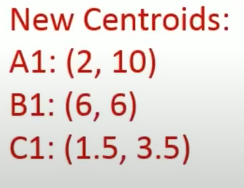 New Centroids:
A1: (2, 10)
B1: (6, 6)
C1: (1.5, 3.5)